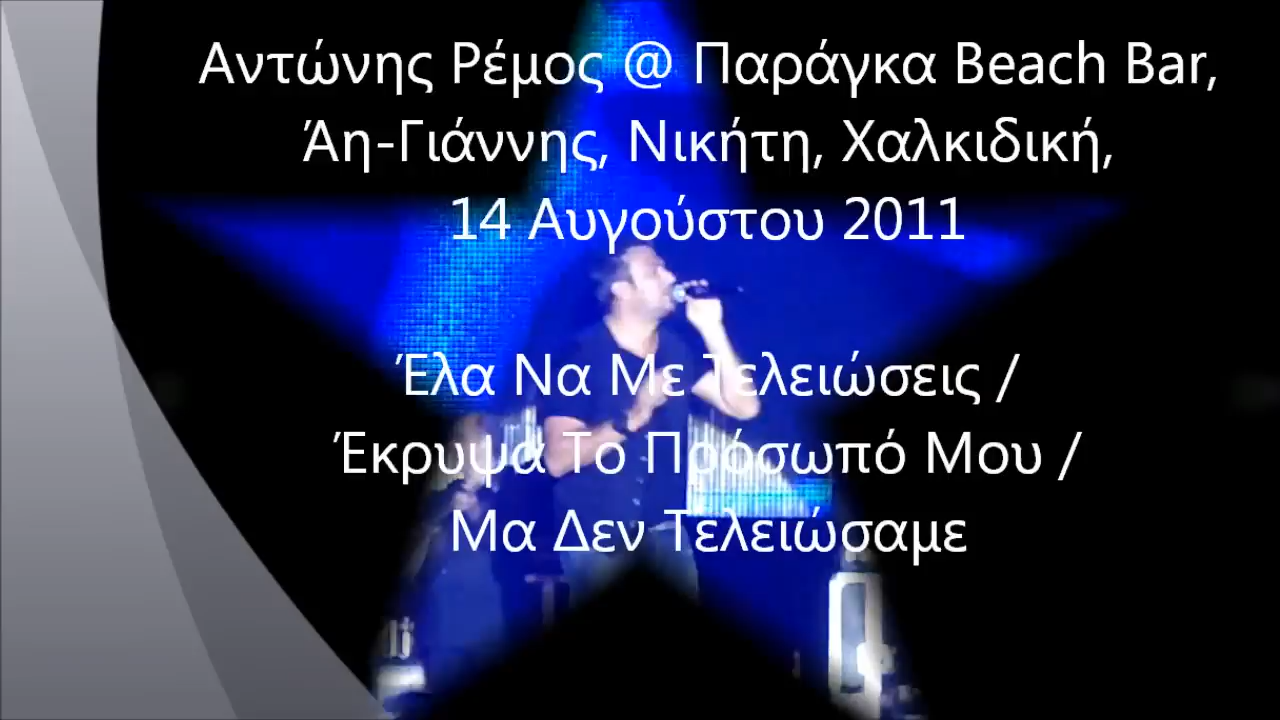 Αντώνης Ρέμος @ Παράγκα Beach Bar,
Άη-Γιάννης, Νικήτη, Χαλκιδική,
14 Αυγούστου 2011
Έλα Να Με Τελειώσεις /
Έκρυψα Το Πρόσωπό Μου /
Μα Δεν Τελειώσαμε